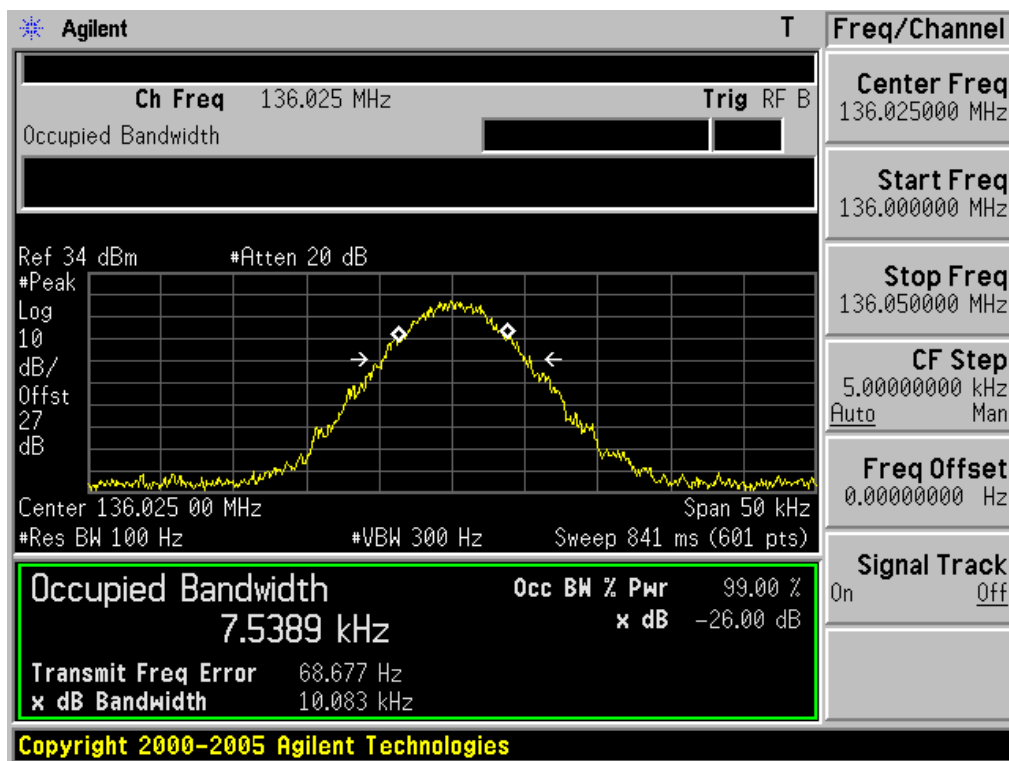 Agilent T
Ch Freq 136.025 MHz Trig RF B
Occupied Bandwidth
Ref 34 dBm #Atten 20 dB
#Peak
Log
10
dB/
Offst
27
dB
Center 136.025 00 MHz Span 50 kHz
#Res BW 100 Hz #VBW 300 Hz Sweep 841 ms (601 pts)
Occupied Bandwidth
7.5389 kHz
Occ BW % Pwr 99.00 %
x dB -26.00 dB
Transmit Freq Error 68.677 Hz
x dB Bandwidth 10.083 kHz
Copyright 2000-2005 Agilent Technologies
Freq/Channel
Center Freq
136.025000 MHz
Start Freq
136.000000 MHz
Stop Freq
136.050000 MHz
CF Step
5.00000000 kHz
Auto Man
Freq Offset
0.00000000 Hz
Signal Track
On Off